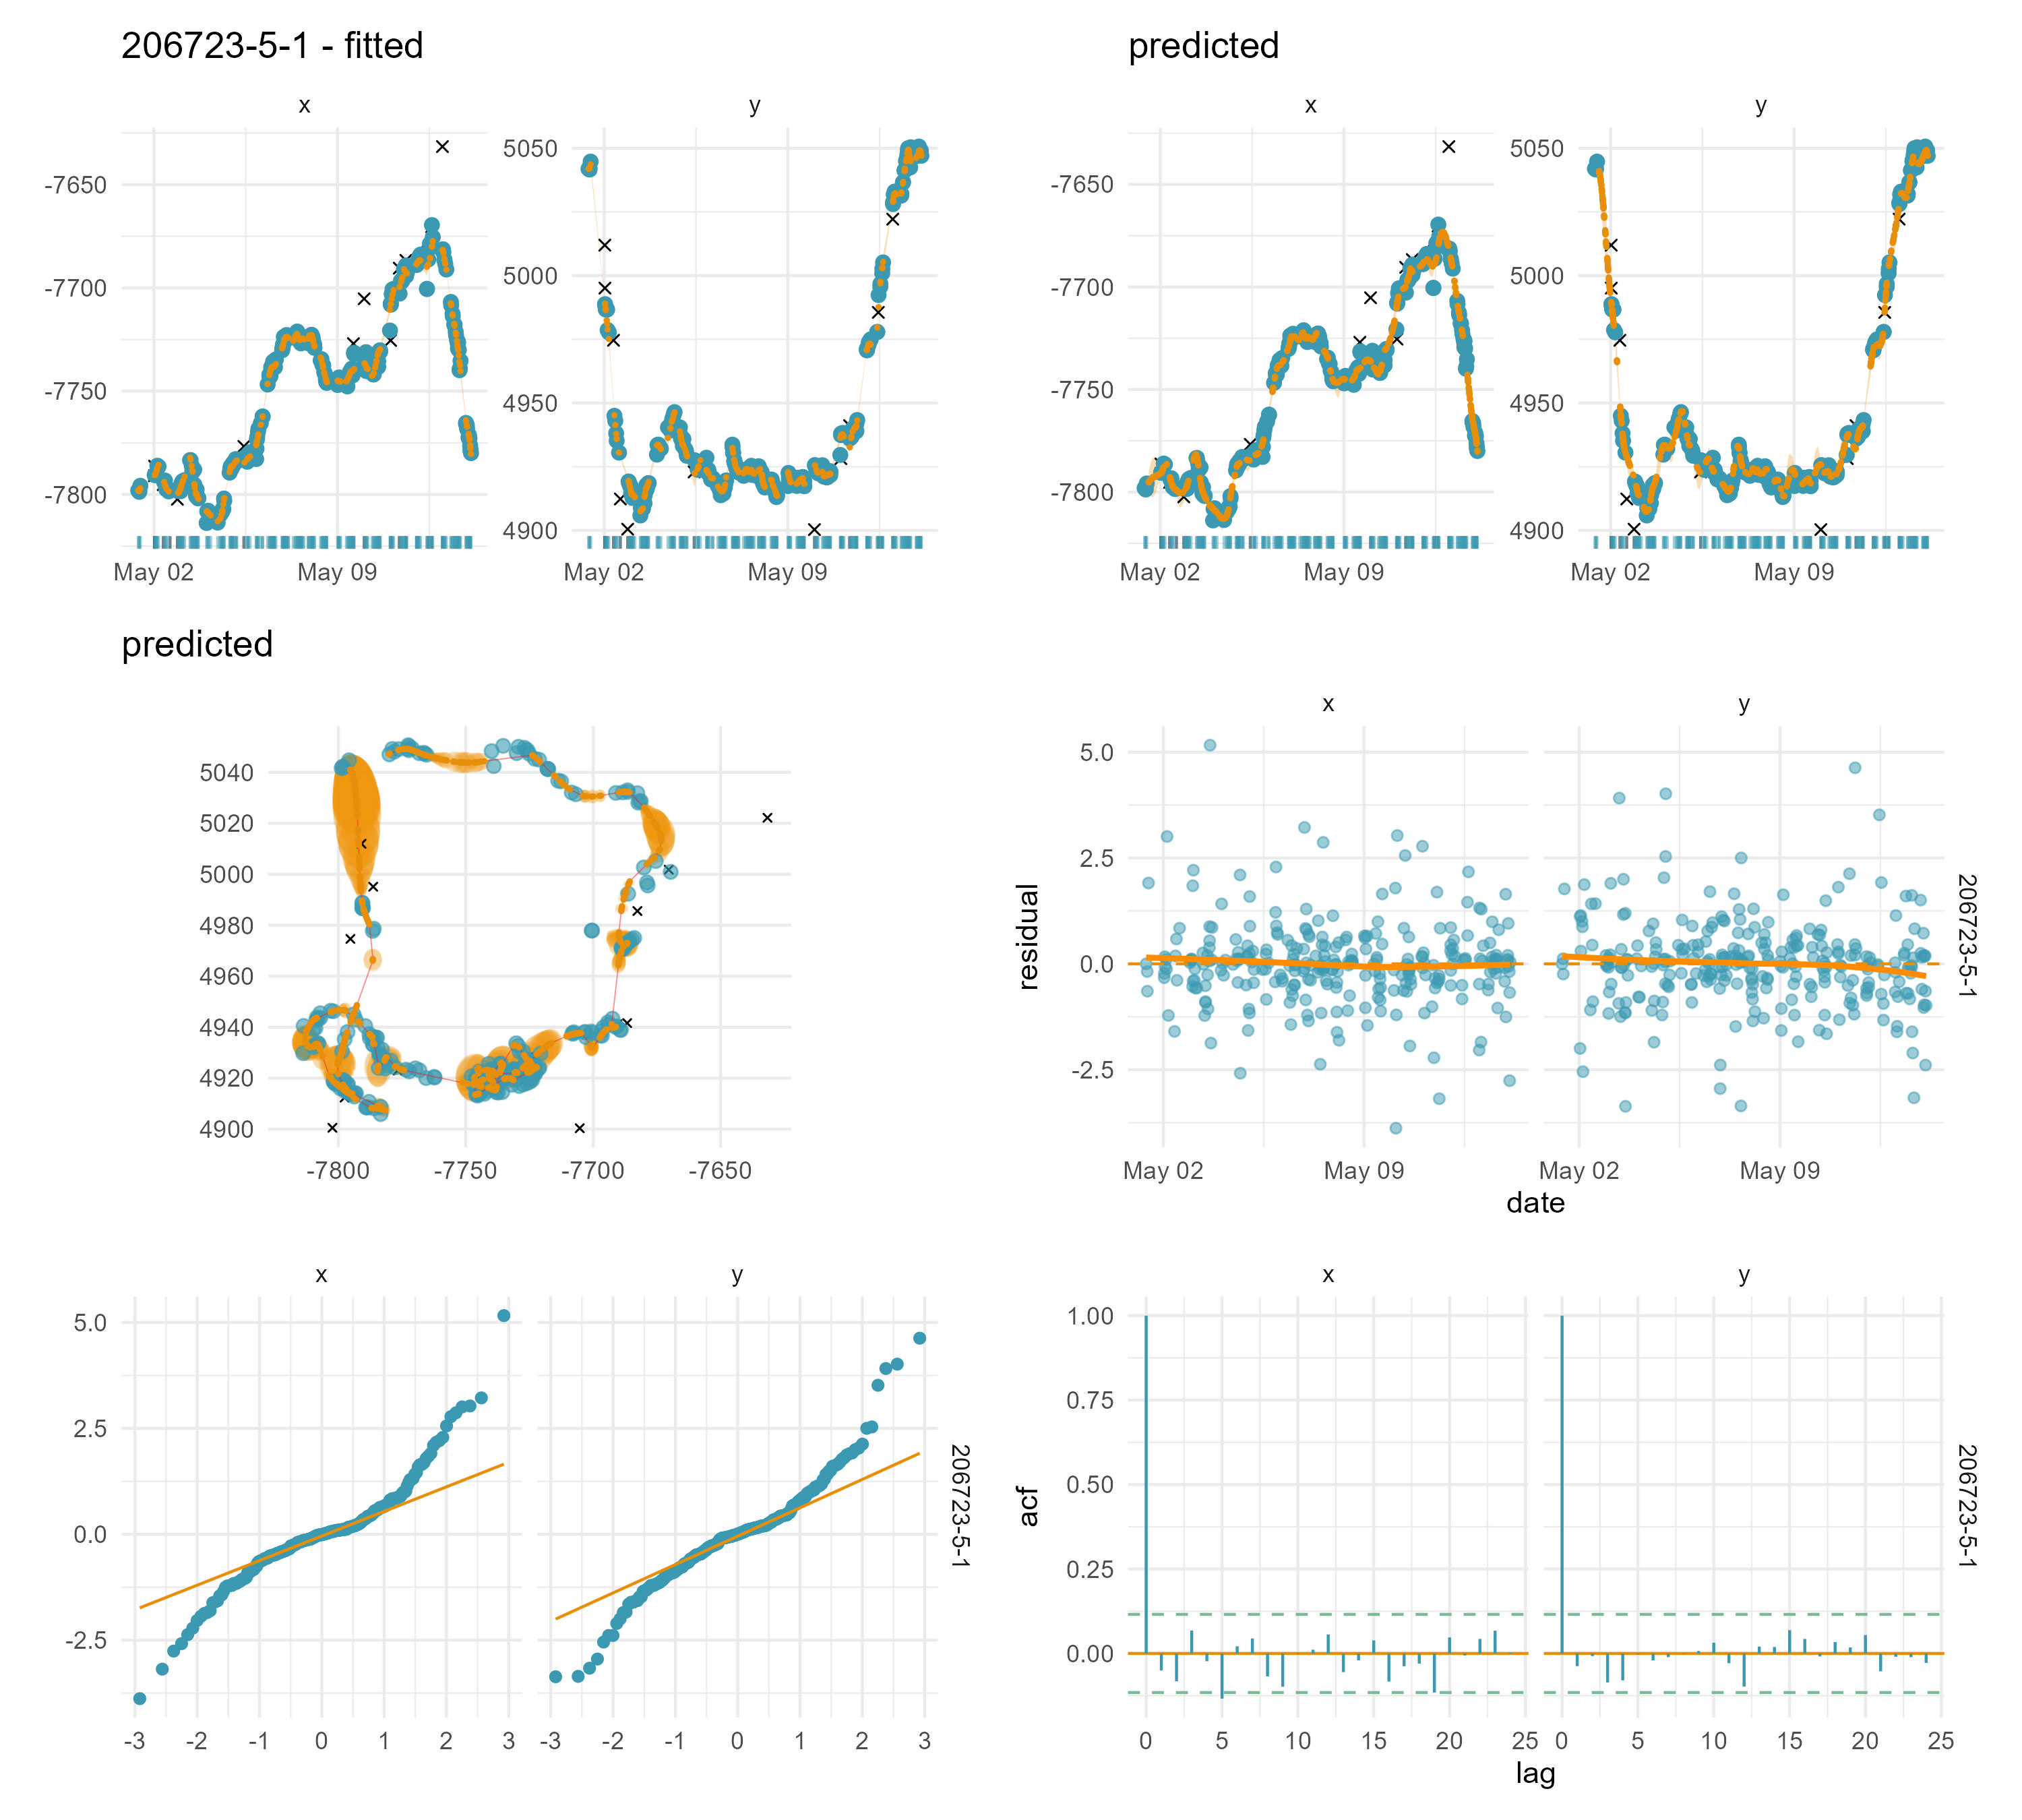 206723-5-1 - fitted
predicted
x
y
x
y
-7650
-7700
-7750
-7800
5050
5000
4950
4900
-7650
-7700
-7750
-7800
5050
5000
4950
4900
May 02
May 09
May 02
May 09
May 02
May 09
May 02
May 09
predicted
5040
5020
5000
4980
4960
4940
4920
4900
-7800
-7750
-7700
-7650
x
y
residual
5.0
2.5
0.0
-2.5
206723-5-1
May 02
May 09
May 02
May 09
date
x
y
5.0
2.5
0.0
-2.5
206723-5-1
-3
-2
-1
0
1
2
3
-3
-2
-1
0
1
2
3
x
y
acf
1.00
0.75
0.50
0.25
0.00
206723-5-1
0
5
10
15
20
25
0
5
10
15
20
25
lag